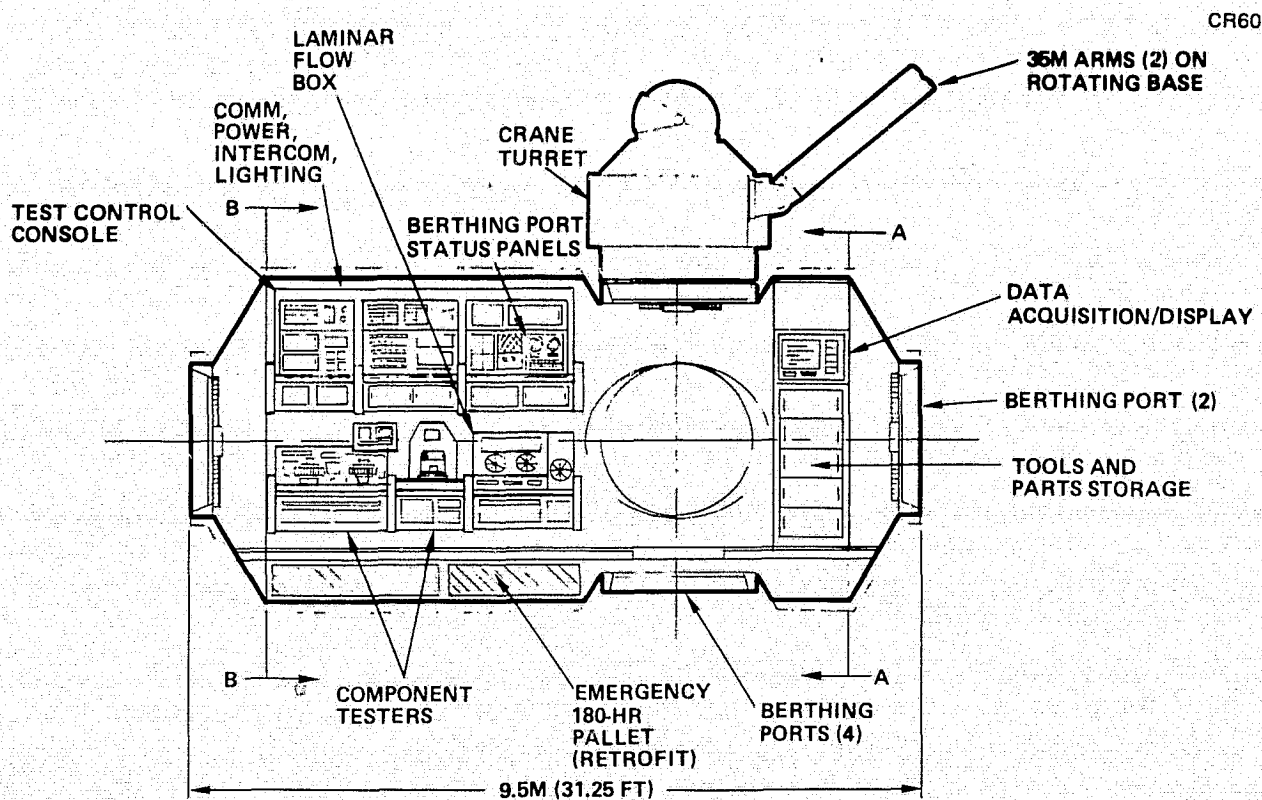 CR60
LAMINAR
FLOW
BOX
35M ARMS (2) ON
ROTATING BASE
COMM,
POWER,
INTERCOM,
LIGHTING
CRANE
TURRET
TEST CONTROL
CONSOLE
B
BERTHING PORT
STATUS PANELS
A
DATA
ACQUISITION/DISPLAY
BERTHING PORT (2)
TOOLS AND
PARTS STORAGE
B
COMPONENT
TESTERS
EMERGENCY
180-HR
PALLET
(RETROFIT)
BERTHING
PORTS (4)
A
9.5M (31.25 FT)